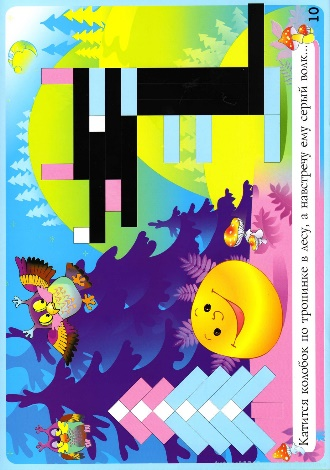 Катится колобок по тропинке в лесу, а навстречу ему серый волк...
10